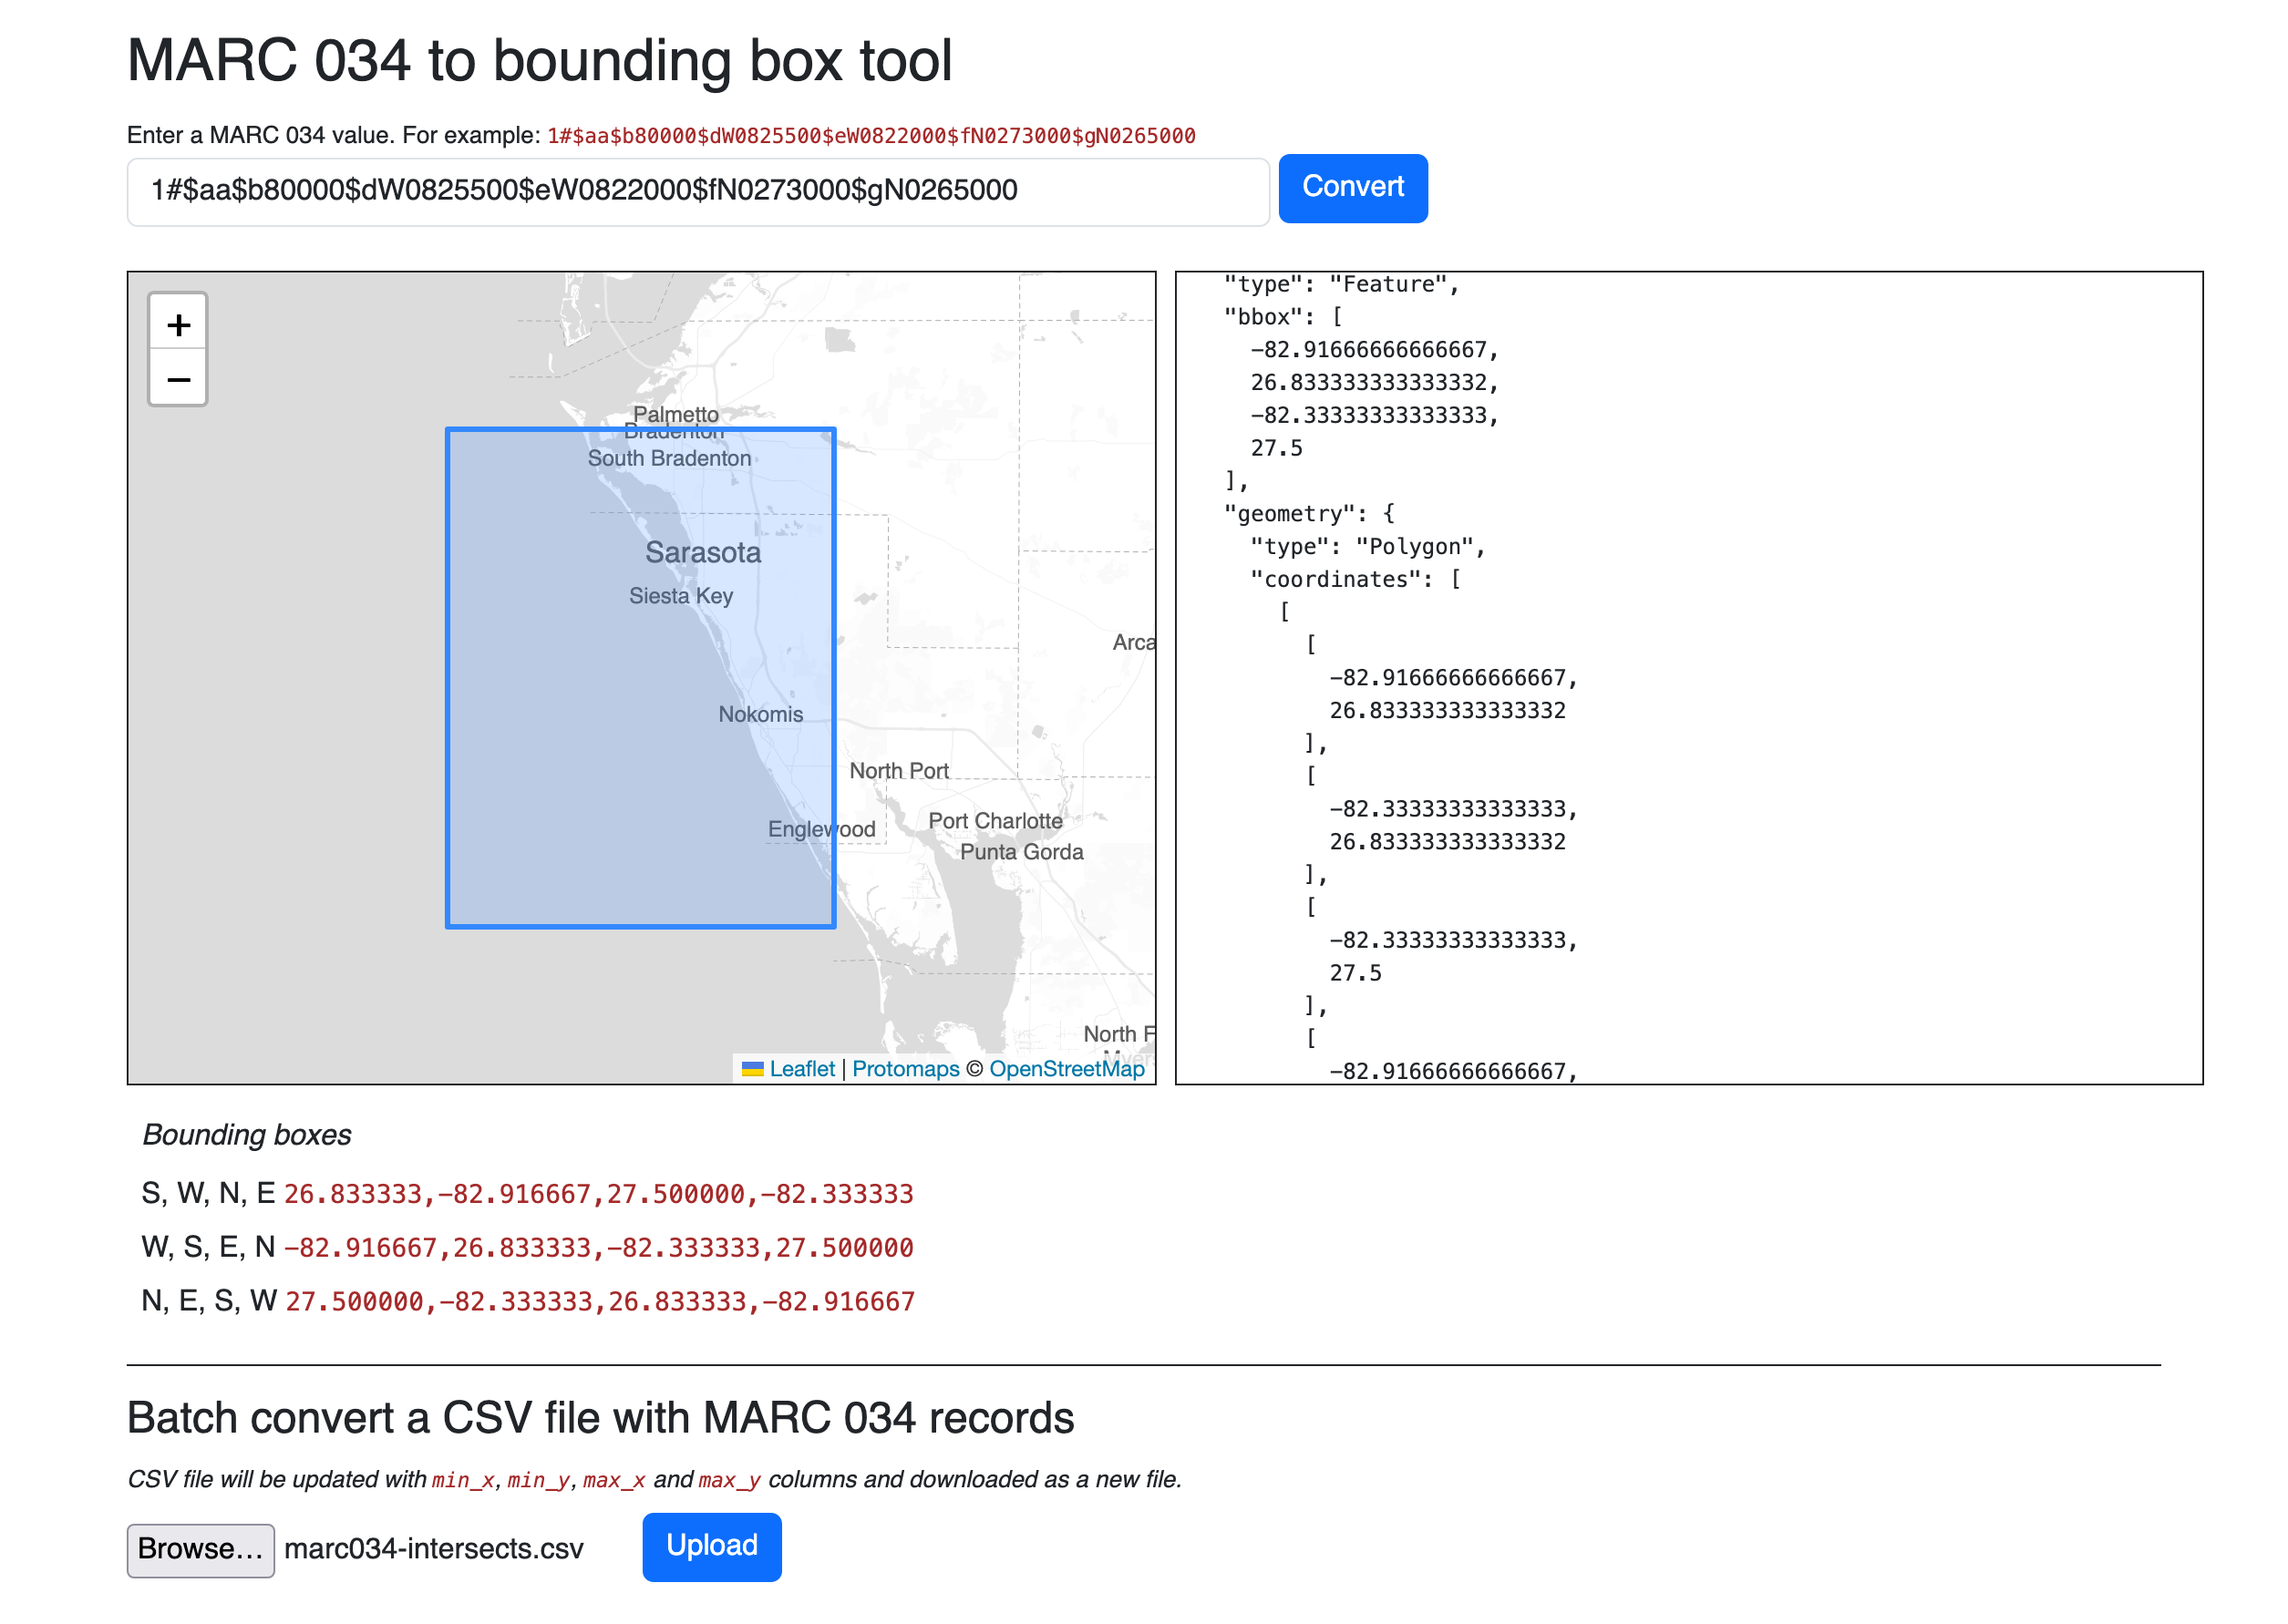 MARC 034 to bounding box tool
Enter a MARC 034 value. For example: 1#$aa$b80000$dW0825500$eW0822000$fN0273000$gN0265000
1#$aa$b80000$dW0825500$eW0822000$fN0273000$gN0265000
Convert
+
−
Palmetto
Bradenton
South Bradenton
Sarasota
Siesta Key
Arca
Nokomis
North Port
Englewood
Port Charlotte
Punta Gorda
North F
Myers
Leaflet | Protomaps © OpenStreetMap
"type": "Feature",
"bbox": [
-82.91666666666667,
26.833333333333332,
-82.33333333333333,
27.5
],
"geometry": {
"type": "Polygon",
"coordinates": [
[
[
-82.91666666666667,
26.833333333333332
],
[
-82.33333333333333,
26.833333333333332
],
[
-82.33333333333333,
27.5
],
[
-82.91666666666667,
Bounding boxes
S, W, N, E 26.833333,-82.916667,27.500000,-82.333333
W, S, E, N -82.916667,26.833333,-82.333333,27.500000
N, E, S, W 27.500000,-82.333333,26.833333,-82.916667
Batch convert a CSV file with MARC 034 records
CSV file will be updated with min_x, min_y, max_x and max_y columns and downloaded as a new file.
Browse… marc034-intersects.csv
Upload